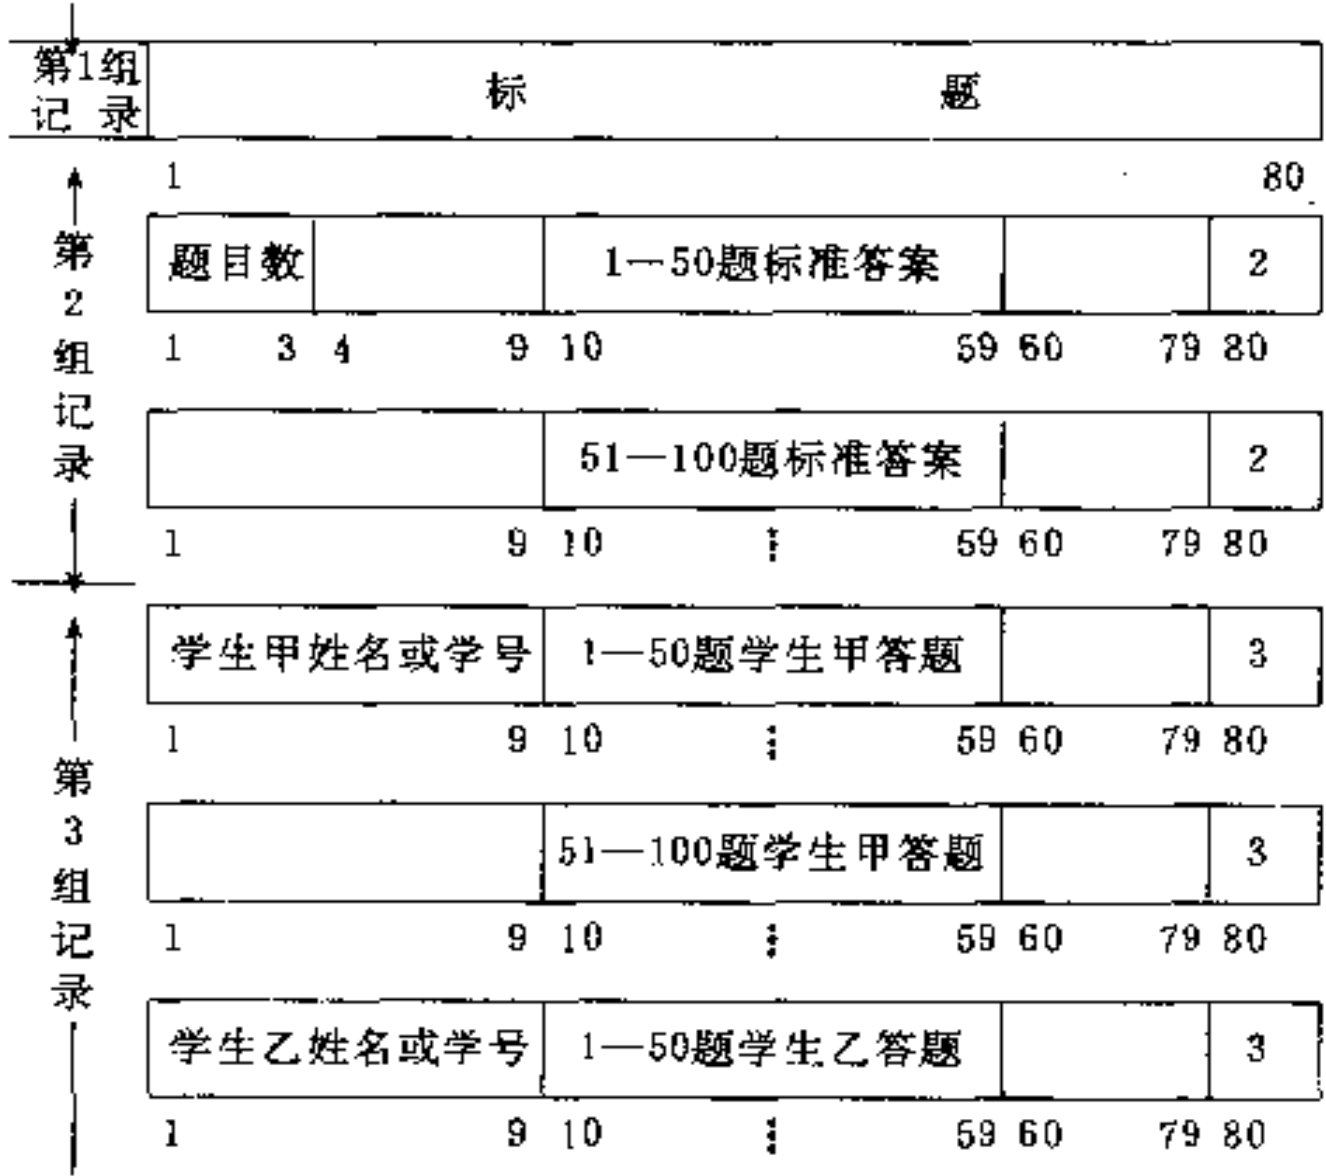 第1组
记 录
标 题
1 80
题目数 1—50题标准答案 2
1 3 4 9 10 59 60 79 80
51—100题标准答案 2
1 9 10 ⋮ 59 60 79 80
第2组记录
学生甲姓名或学号 1—50题学生甲答题 3
1 9 10 ⋮ 59 60 79 80
51—100题学生甲答题 3
1 9 10 ⋮ 59 60 79 80
学生乙姓名或学号 1—50题学生乙答题 3
1 9 10 ⋮ 59 60 79 80
第3组记录